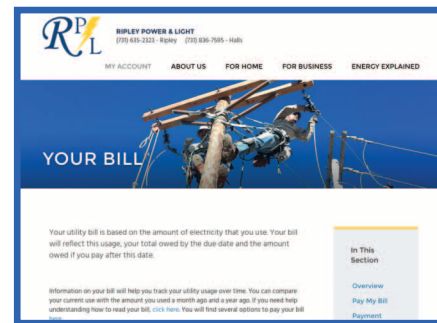 RPL
RIPLEY POWER & LIGHT
(731) 635-2323 - Ripley (731) 836-7595 - Halls
MY ACCOUNT ABOUT US FOR HOME FOR BUSINESS ENERGY EXPLAINED
YOUR BILL
Your utility bill is based on the amount of electricity that you use. Your bill
will reflect this usage, your total owed by the due date and the amount
owed if you pay after this date.
Information on your bill will help you track your utility usage over time. You can compare
your current use with the amount you used a month ago and a year ago. If you need help
understanding how to read your bill, click here. You will find several options to pay your bill
here.
In This
Section
Overview
Pay My Bill
Payment